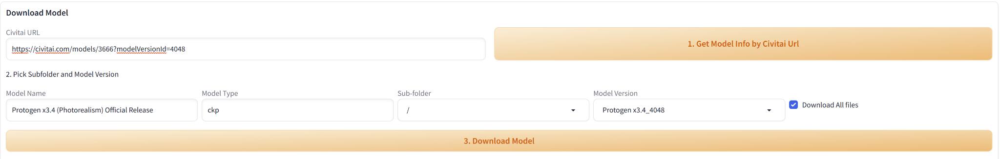 Download Model
Civitai URL
https://civitai.com/models/3666?modelVersionId=4048
1. Get Model Info by Civitai Url
2. Pick Subfolder and Model Version
Model Name
Model Type
Sub-folder
Model Version
Protogen x3.4 (Photorealism) Official Release
ckp
/
Protogen x3.4_4048
Download All files
3. Download Model